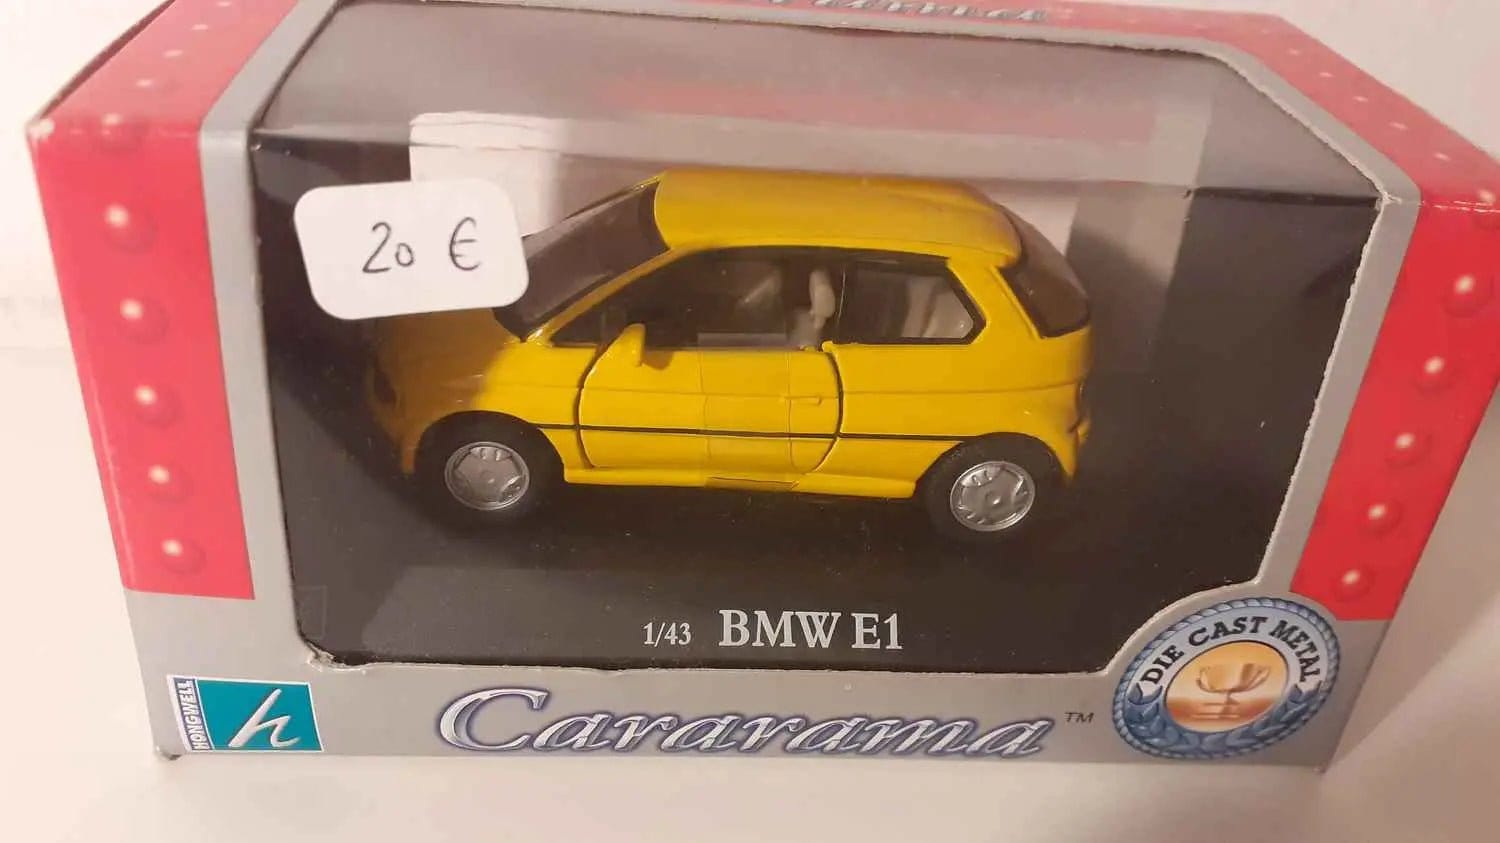 20 €
1/43 BMW E1
HONGWELL
h
Cararama™
DIE CAST METAL